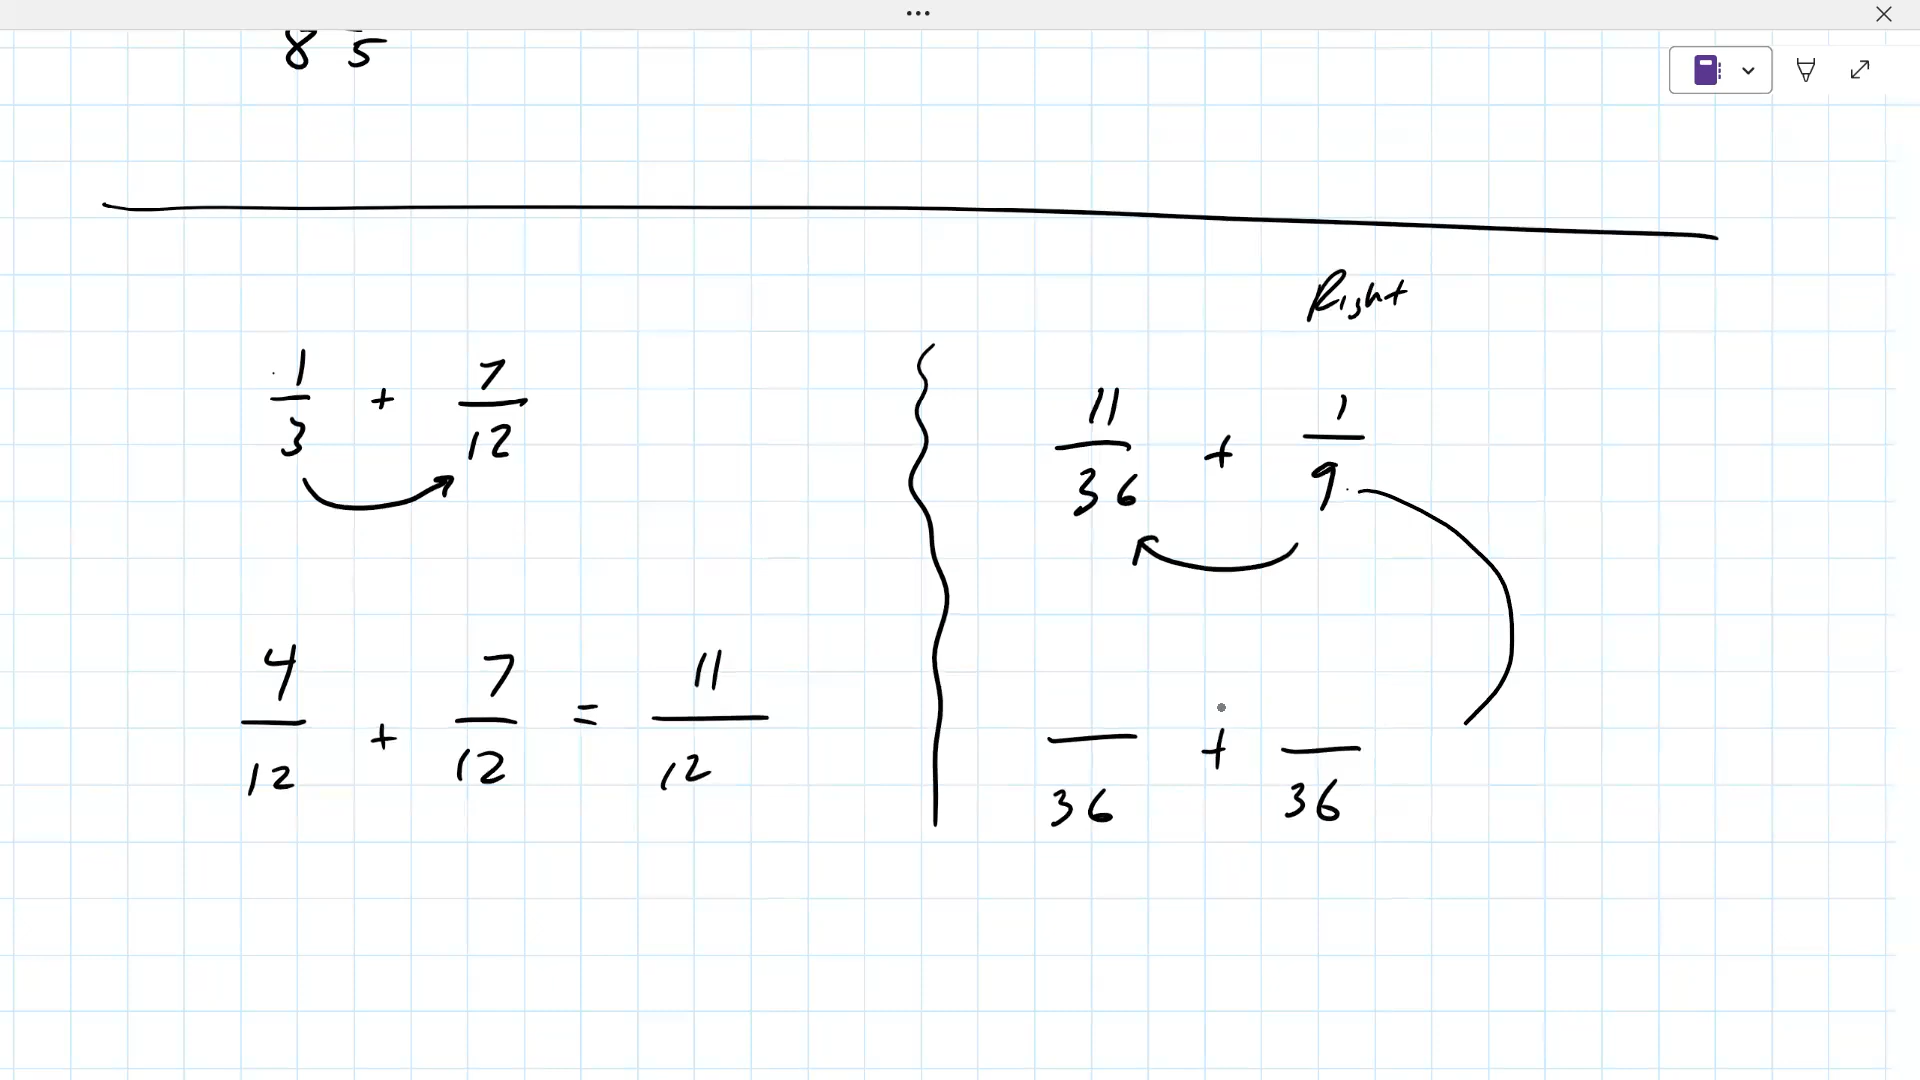 8 5
Right
1/3 + 7/12
11/36 + 1/9
4/12 + 7/12 = 11/12
/36 + /36